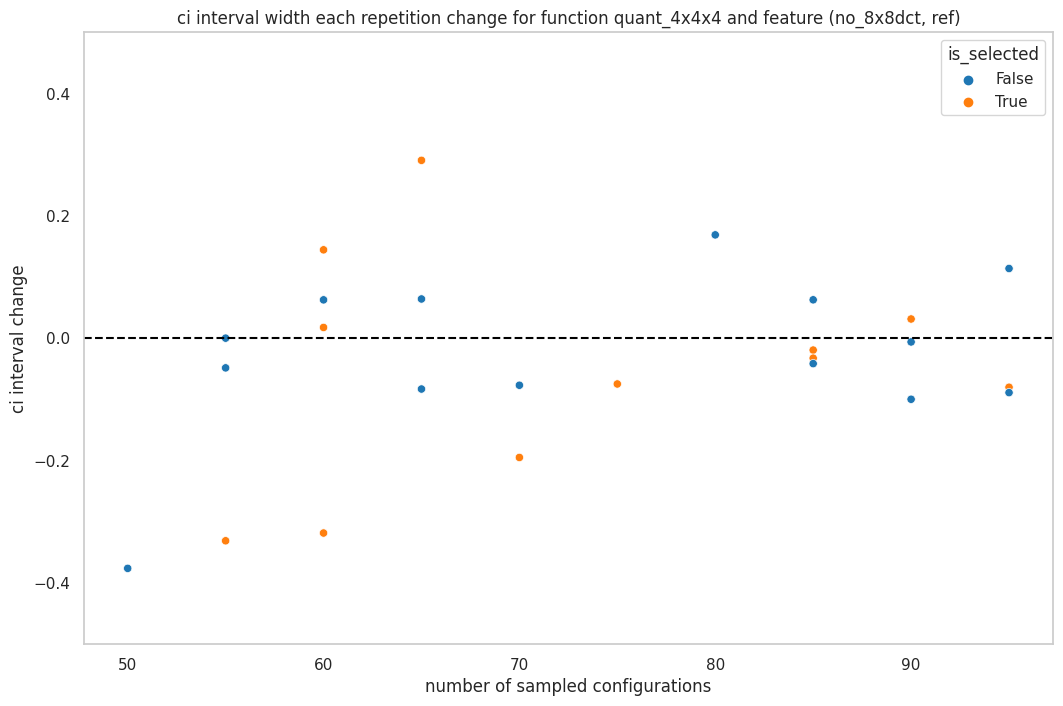 ci interval width each repetition change for function quant_4x4x4 and feature (no_8x8dct, ref)
is_selected
False
True
ci interval change
0.4
0.2
0.0
−0.2
−0.4
50
60
70
80
90
number of sampled configurations